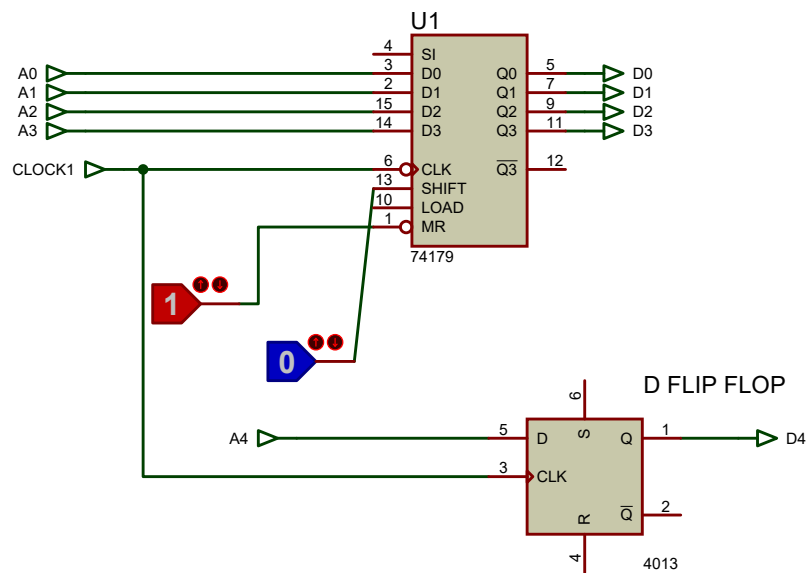 U1
4 SI
A0 3 D0 Q0 5 D0
A1 2 D1 Q1 7 D1
A2 15 D2 Q2 9 D2
A3 14 D3 Q3 11 D3
CLOCK1 6 CLK Q3 12
13 SHIFT
10 LOAD
1 MR
74179
1
0
D FLIP FLOP
6
A4 5 D S Q 1 D4
3 CLK
R Q 2
4
4013